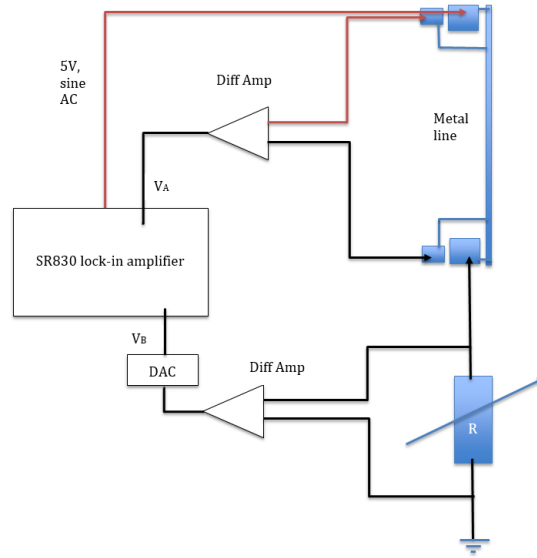 5V,
sine
AC
Diff Amp
Metal
line
VA
SR830 lock-in amplifier
VB
DAC
Diff Amp
R